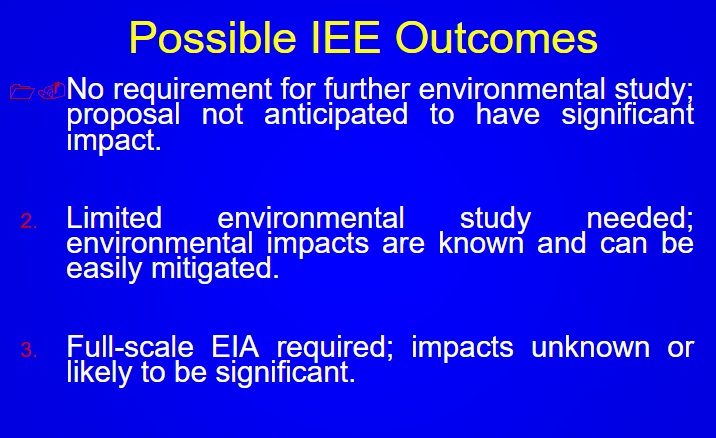 Possible IEE Outcomes
No requirement for further environmental study;
proposal not anticipated to have significant
impact.
2. Limited environmental study needed;
environmental impacts are known and can be
easily mitigated.
3. Full-scale EIA required; impacts unknown or
likely to be significant.